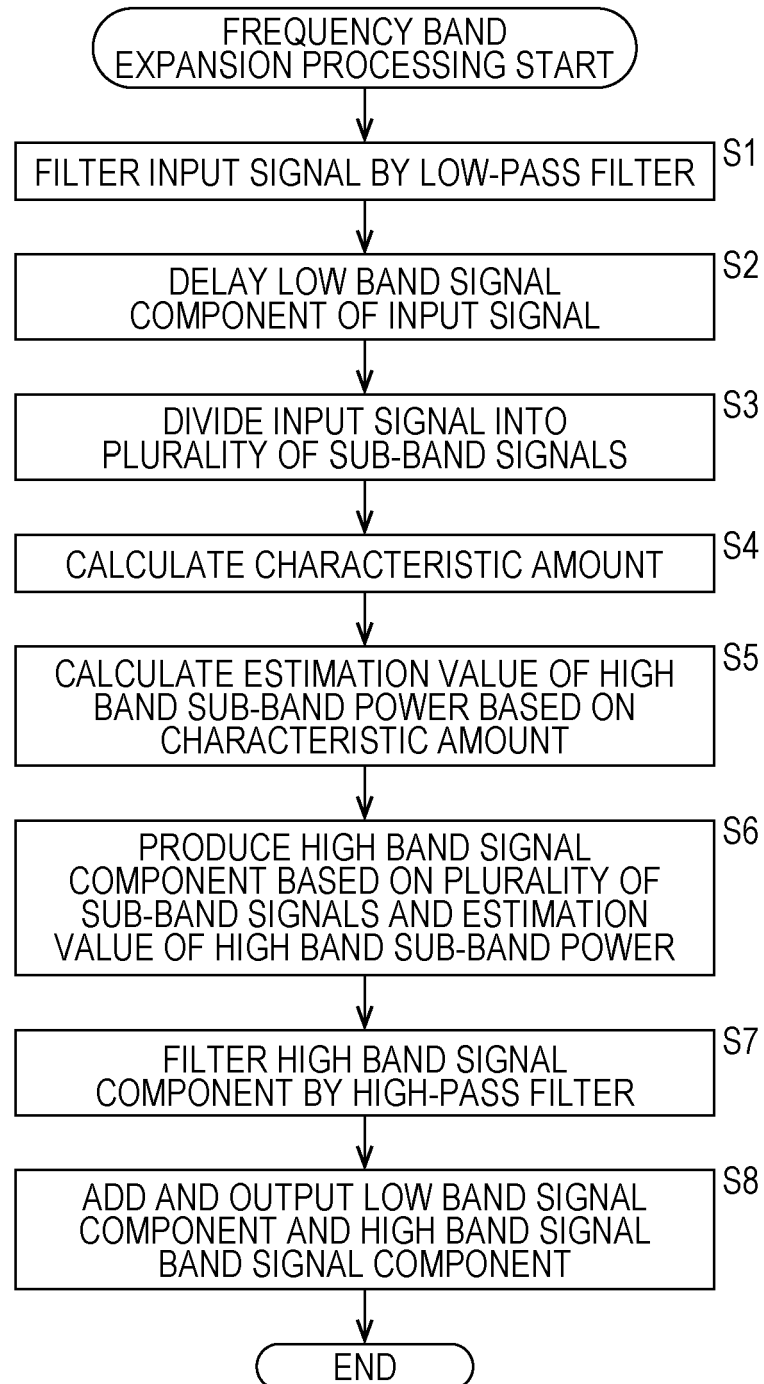 FREQUENCY BAND
EXPANSION PROCESSING START
S1
FILTER INPUT SIGNAL BY LOW-PASS FILTER
S2
DELAY LOW BAND SIGNAL
COMPONENT OF INPUT SIGNAL
S3
DIVIDE INPUT SIGNAL INTO
PLURALITY OF SUB-BAND SIGNALS
S4
CALCULATE CHARACTERISTIC AMOUNT
S5
CALCULATE ESTIMATION VALUE OF HIGH
BAND SUB-BAND POWER BASED ON
CHARACTERISTIC AMOUNT
S6
PRODUCE HIGH BAND SIGNAL
COMPONENT BASED ON PLURALITY OF
SUB-BAND SIGNALS AND ESTIMATION
VALUE OF HIGH BAND SUB-BAND POWER
S7
FILTER HIGH BAND SIGNAL
COMPONENT BY HIGH-PASS FILTER
S8
ADD AND OUTPUT LOW BAND SIGNAL
COMPONENT AND HIGH BAND SIGNAL
BAND SIGNAL COMPONENT
END